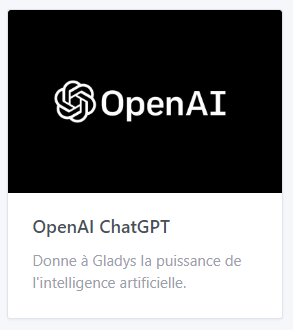 OpenAI
OpenAI ChatGPT
Donne à Gladys la puissance de
l'intelligence artificielle.